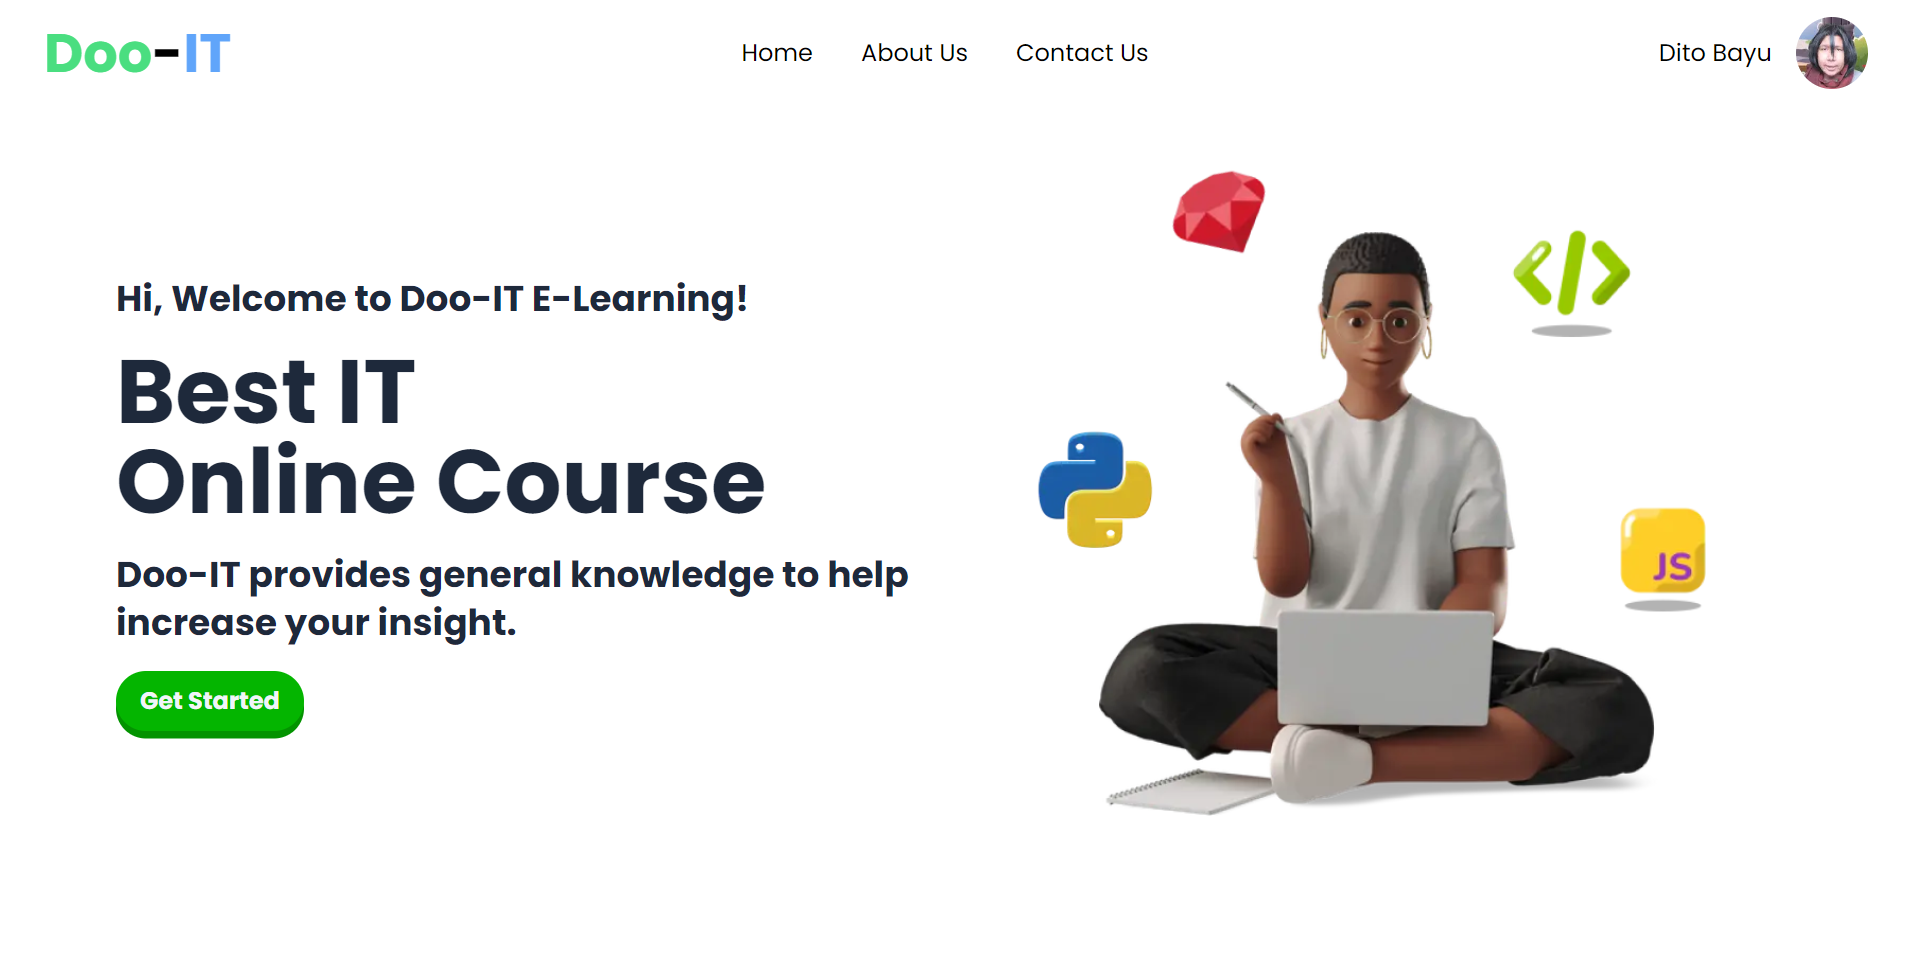 Doo-IT
Home
About Us
Contact Us
Dito Bayu
Hi, Welcome to Doo-IT E-Learning!
Best IT
Online Course
Doo-IT provides general knowledge to help
increase your insight.
Get Started
</>
JS